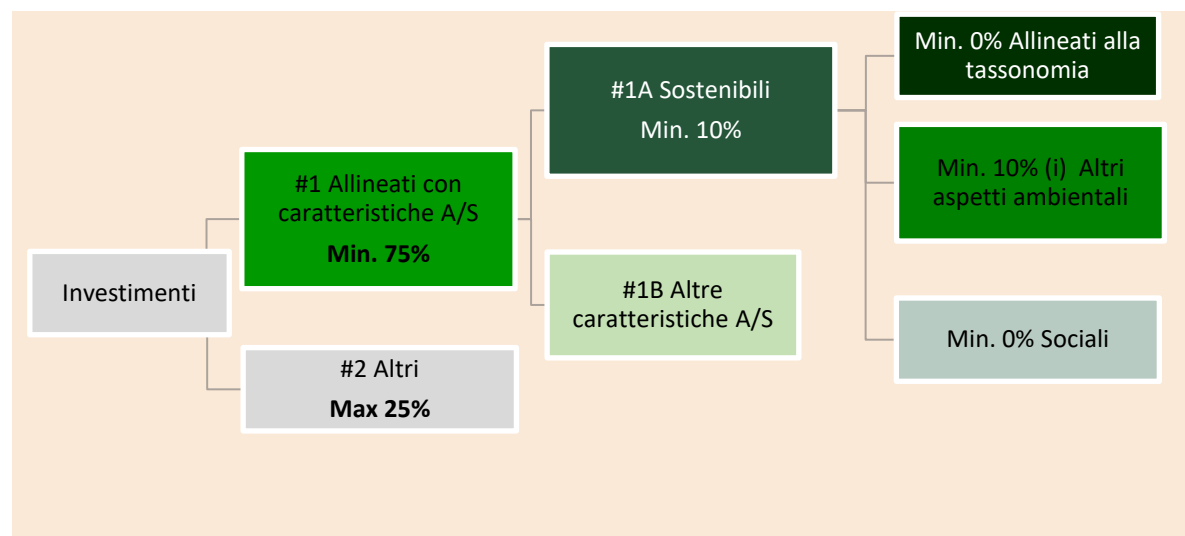 Investimenti
#1 Allineati con
caratteristiche A/S
Min. 75%
#2 Altri
Max 25%
#1A Sostenibili
Min. 10%
#1B Altre
caratteristiche A/S
Min. 0% Allineati alla
tassonomia
Min. 10% (i) Altri
aspetti ambientali
Min. 0% Sociali